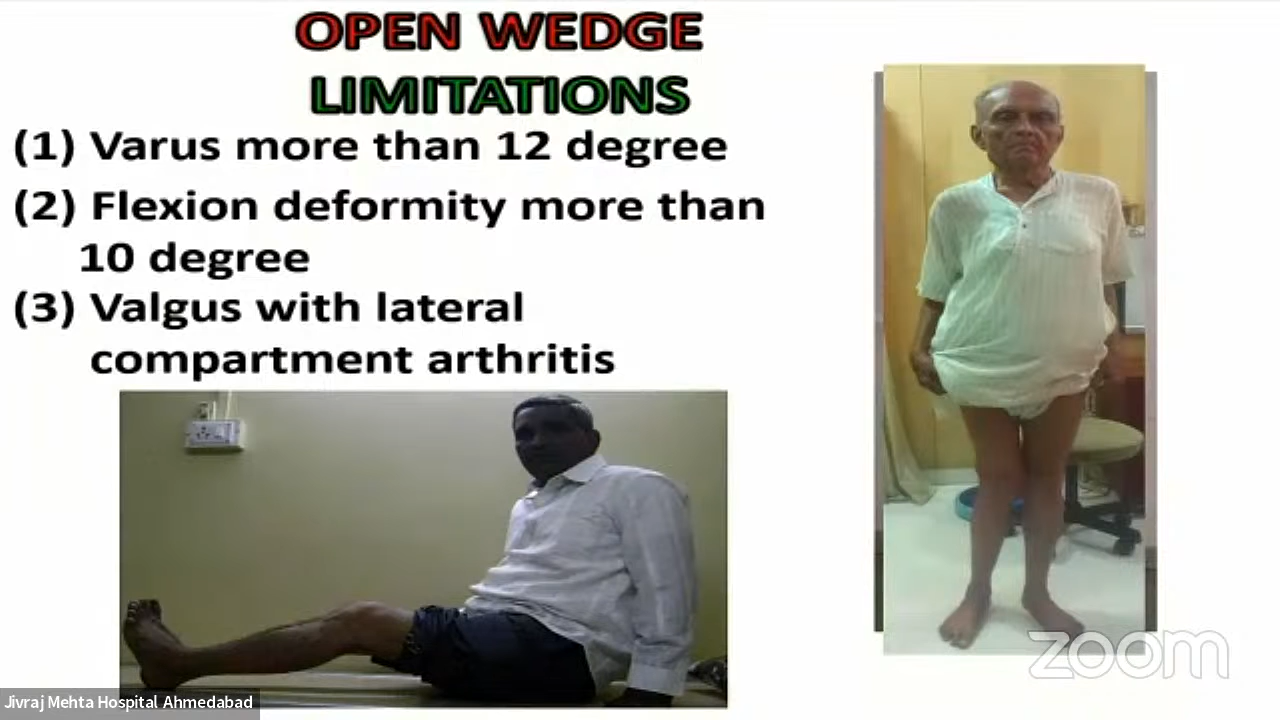 OPEN WEDGE
LIMITATIONS
(1) Varus more than 12 degree
(2) Flexion deformity more than
10 degree
(3) Valgus with lateral
compartment arthritis
zoom
Jivraj Mehta Hospital Ahmedabad